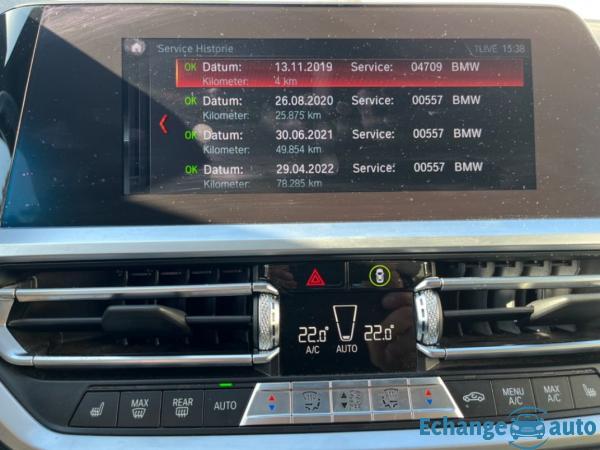 Service Historie TLIVE 15:38
OK Datum: 13.11.2019 Service: 04709 BMW
Kilometer: 4 km
OK Datum: 26.08.2020 Service: 00557 BMW
Kilometer: 25.875 km
OK Datum: 30.06.2021 Service: 00557 BMW
Kilometer: 49.854 km
OK Datum: 29.04.2022 Service: 00557 BMW
Kilometer: 78.285 km
22.0° 22.0°
A/C AUTO A/C
MAX REAR AUTO MENU MAX
A/C A/C
Echange auto